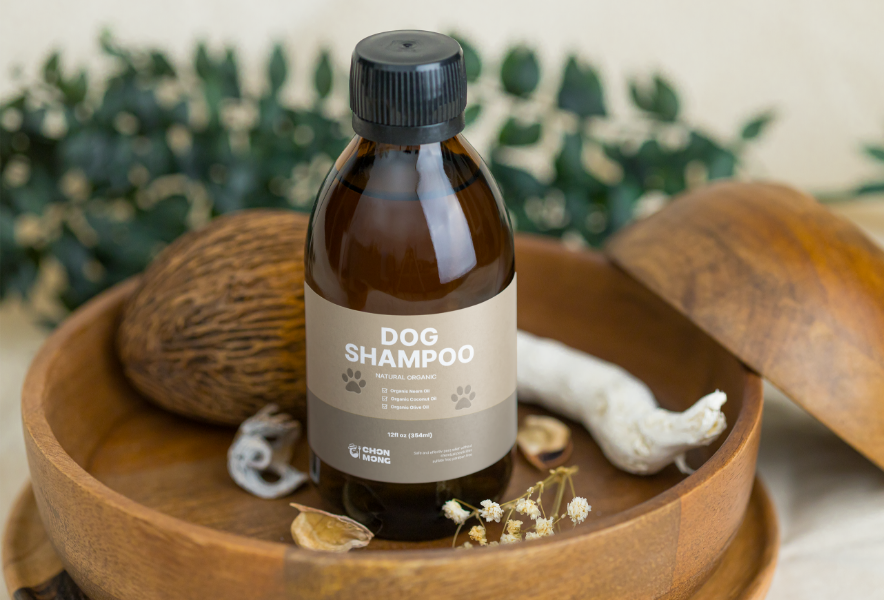 DOG
SHAMPOO
NATURAL ORGANIC
Organic Neem Oil
Organic Coconut Oil
Organic Olive Oil
12fl oz (354ml)
CHON
MONG